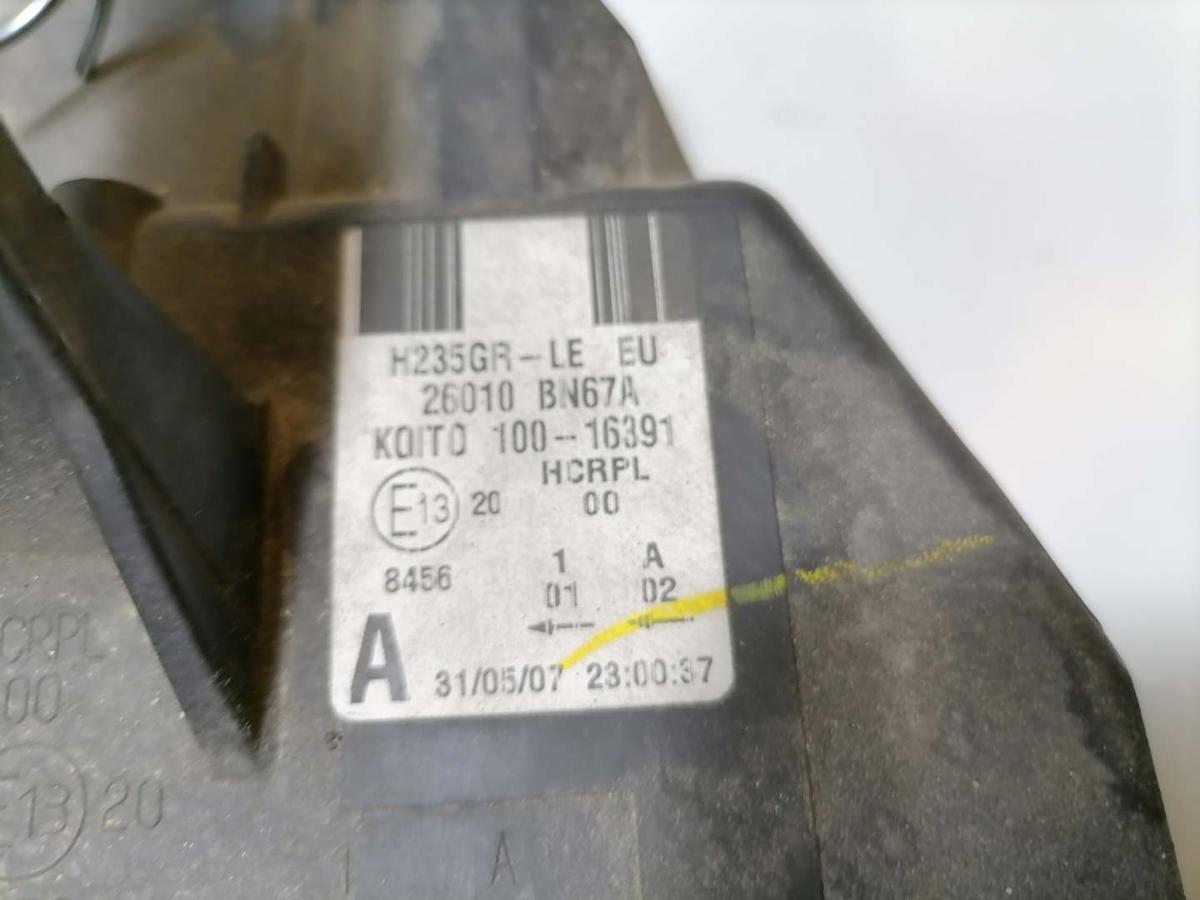 H235GR-LE EU
26010 BN67A
KOITO 100-16391
HCRPL
E13 20 00
8456 1 A
01 02
A 31/05/07 23:00:37
CRPL
00
E13 20
1 A